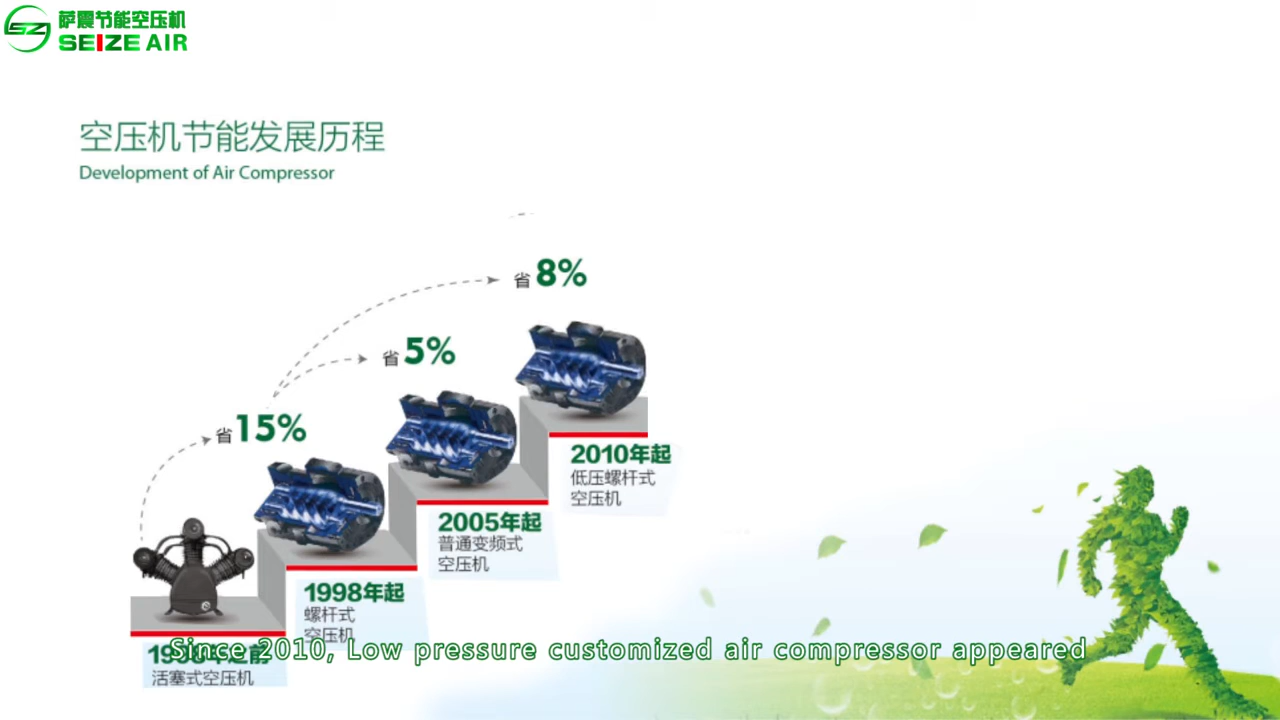 萨震节能空压机
SEIZE AIR
空压机节能发展历程
Development of Air Compressor
省8%
省5%
省15%
2010年起
低压螺杆式
空压机
2005年起
普通变频式
空压机
1998年起
螺杆式
空压机
Since 2010, Low pressure customized air compressor appeared
活塞式空压机